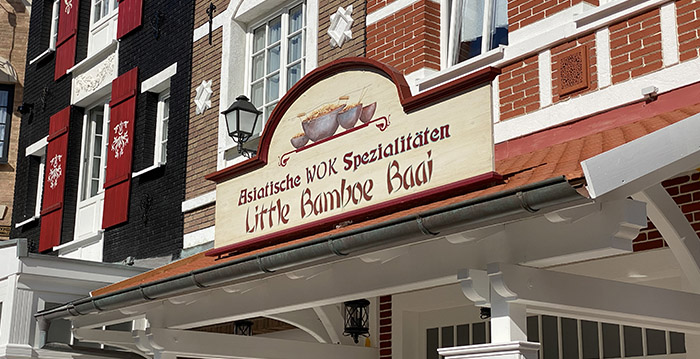 Asiatische WOK Spezialitäten
Little Bamboe Baai